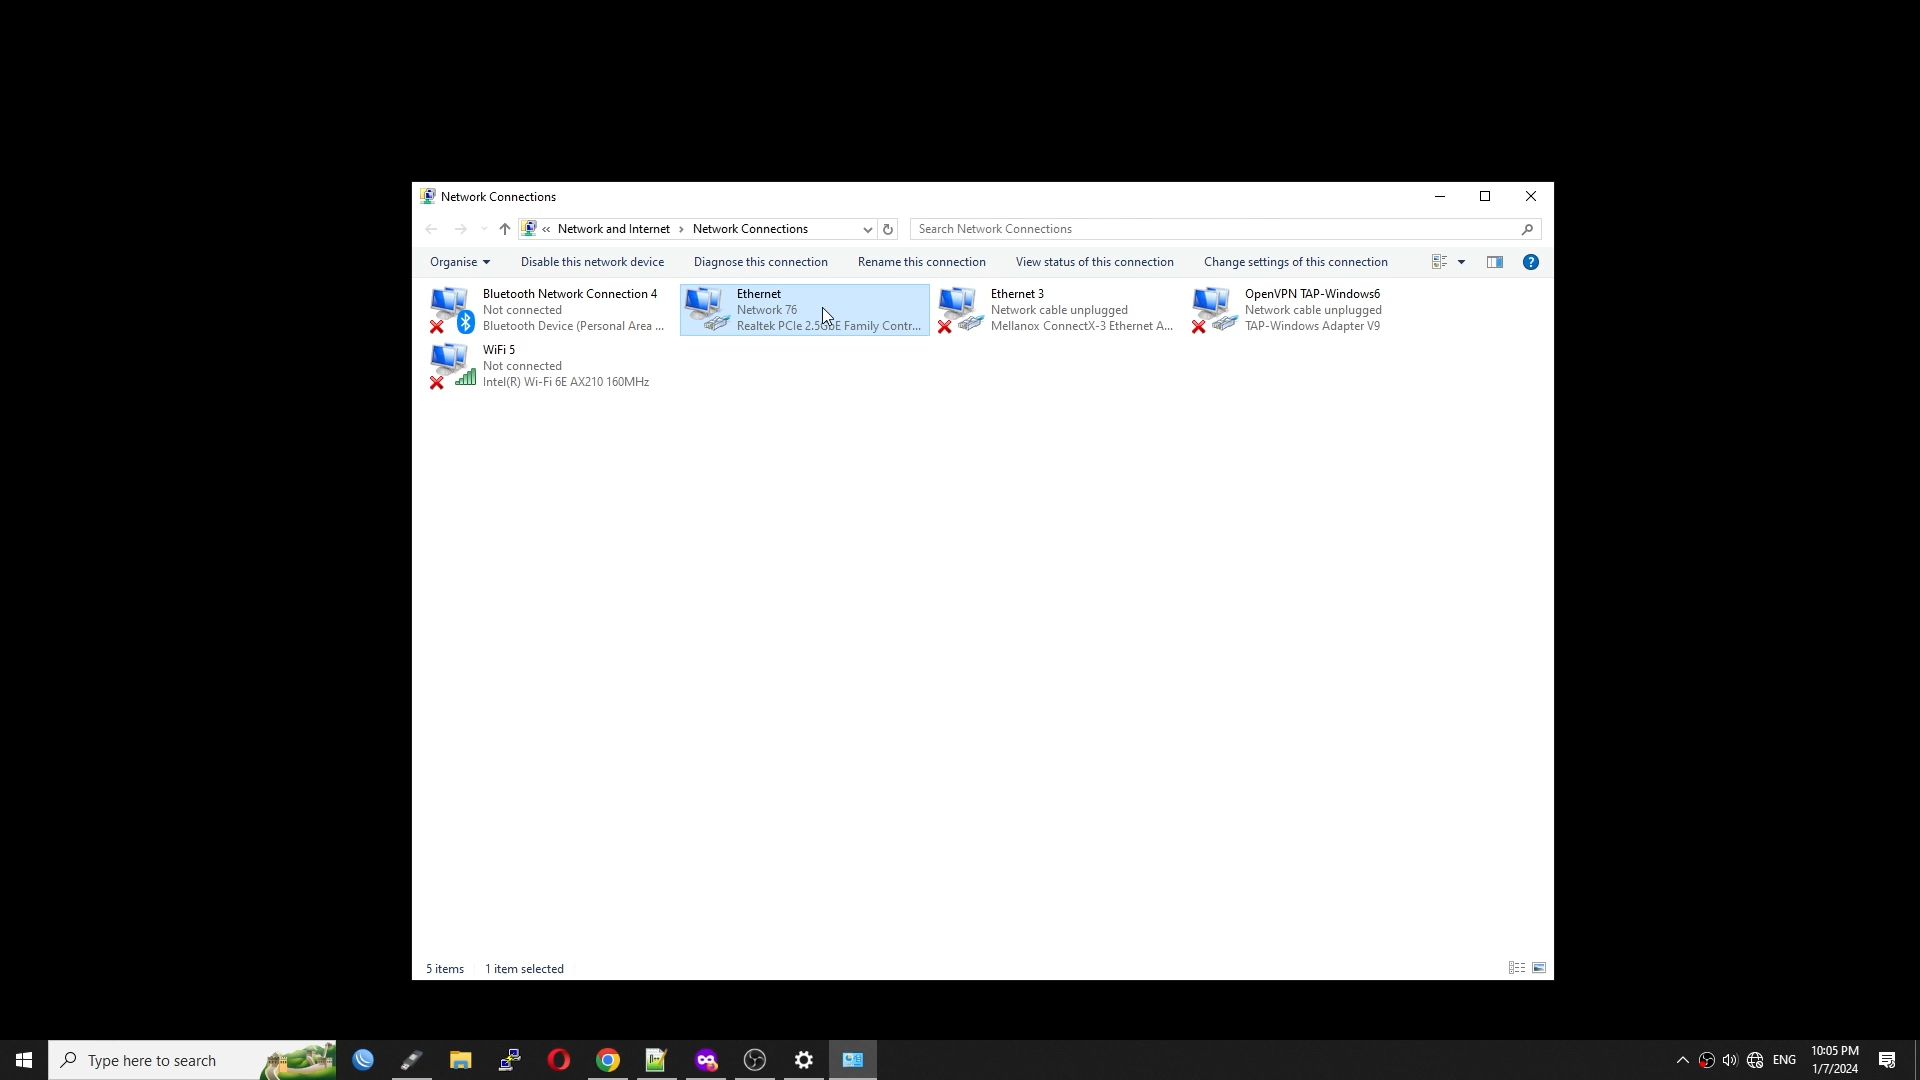 Network Connections
« Network and Internet › Network Connections
Search Network Connections
Organise
Disable this network device
Diagnose this connection
Rename this connection
View status of this connection
Change settings of this connection
Bluetooth Network Connection 4
Not connected
Bluetooth Device (Personal Area ...
Ethernet
Network 76
Realtek PCIe 2.5GbE Family Contr...
Ethernet 3
Network cable unplugged
Mellanox ConnectX-3 Ethernet A...
OpenVPN TAP-Windows6
Network cable unplugged
TAP-Windows Adapter V9
WiFi 5
Not connected
Intel(R) Wi-Fi 6E AX210 160MHz
5 items
1 item selected
Type here to search
ENG
10:05 PM
1/7/2024